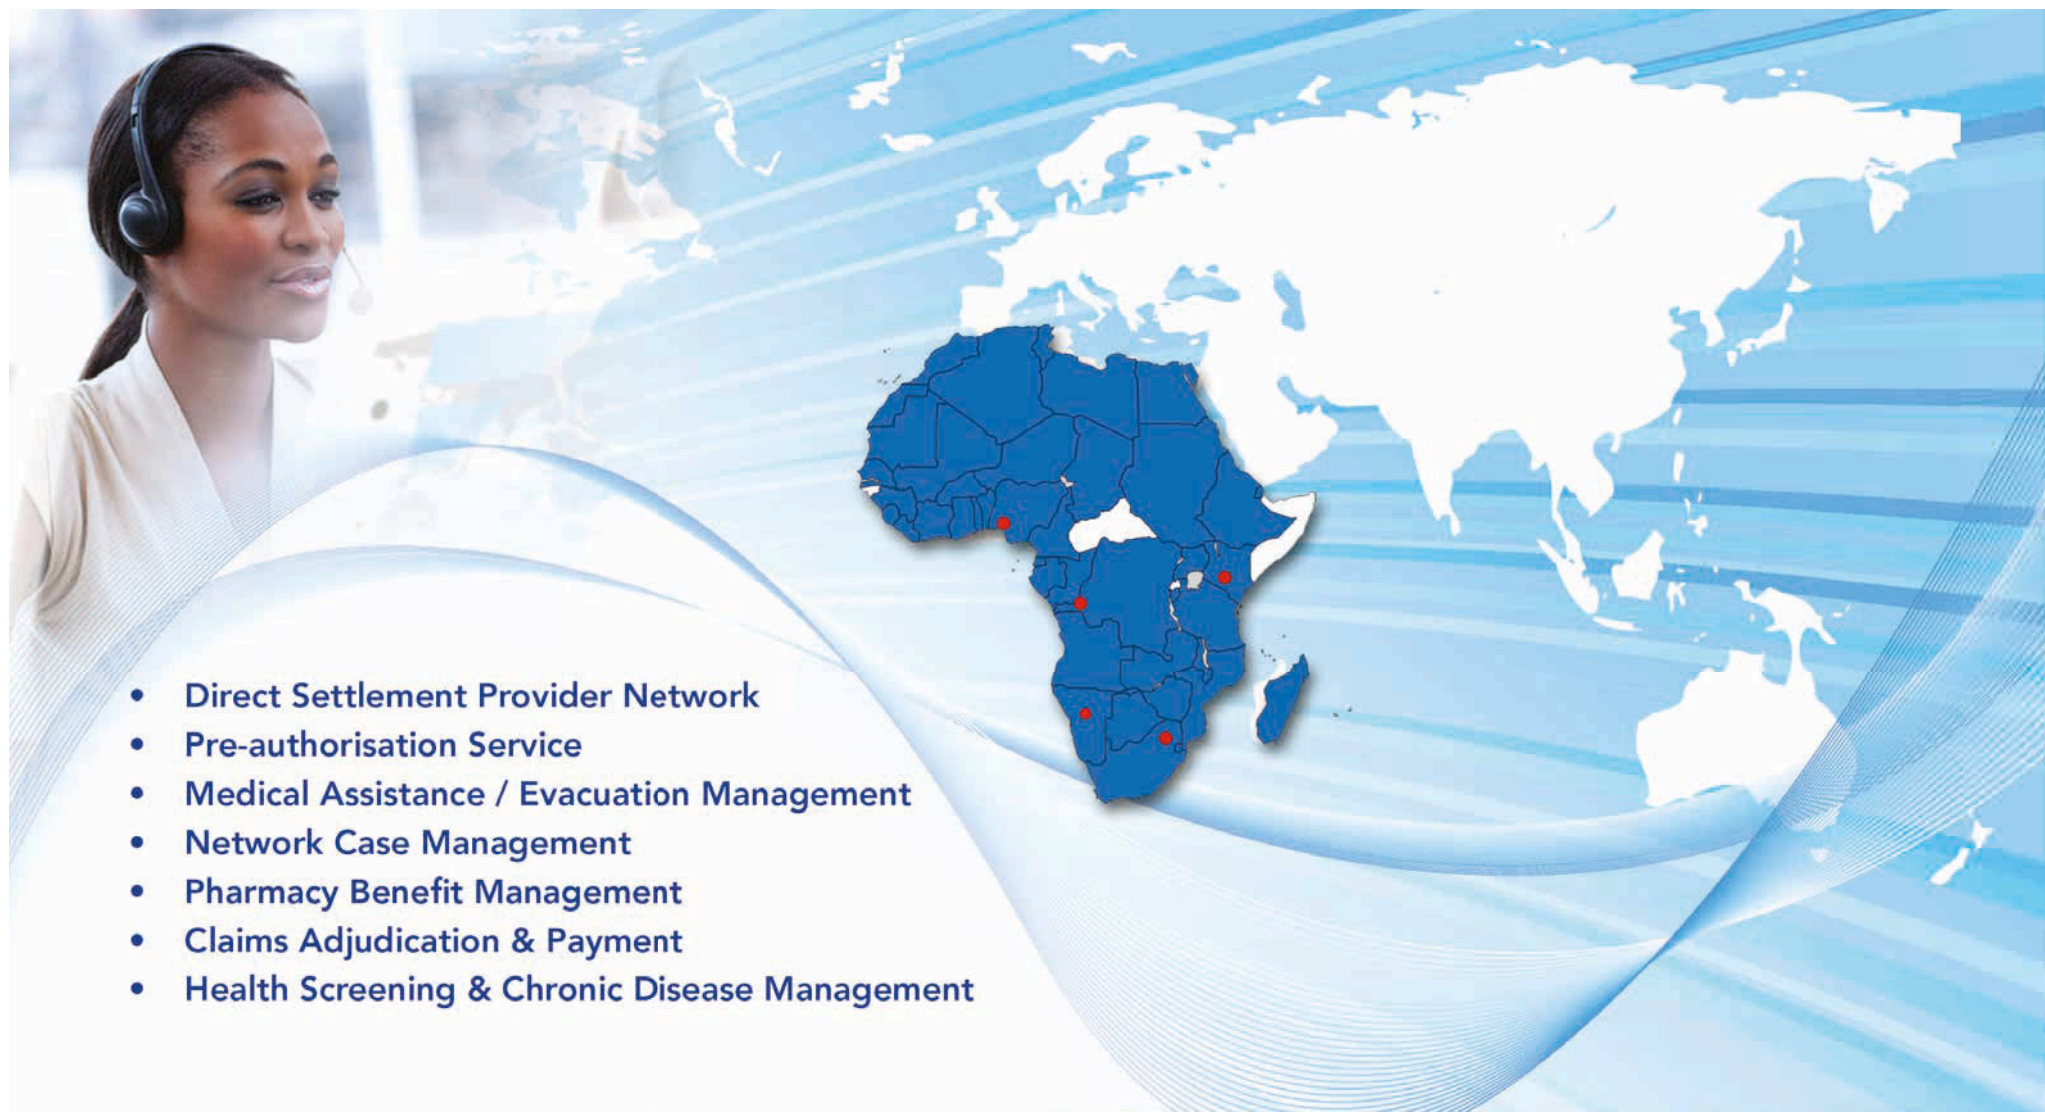 • Direct Settlement Provider Network
• Pre-authorisation Service
• Medical Assistance / Evacuation Management
• Network Case Management
• Pharmacy Benefit Management
• Claims Adjudication & Payment
• Health Screening & Chronic Disease Management